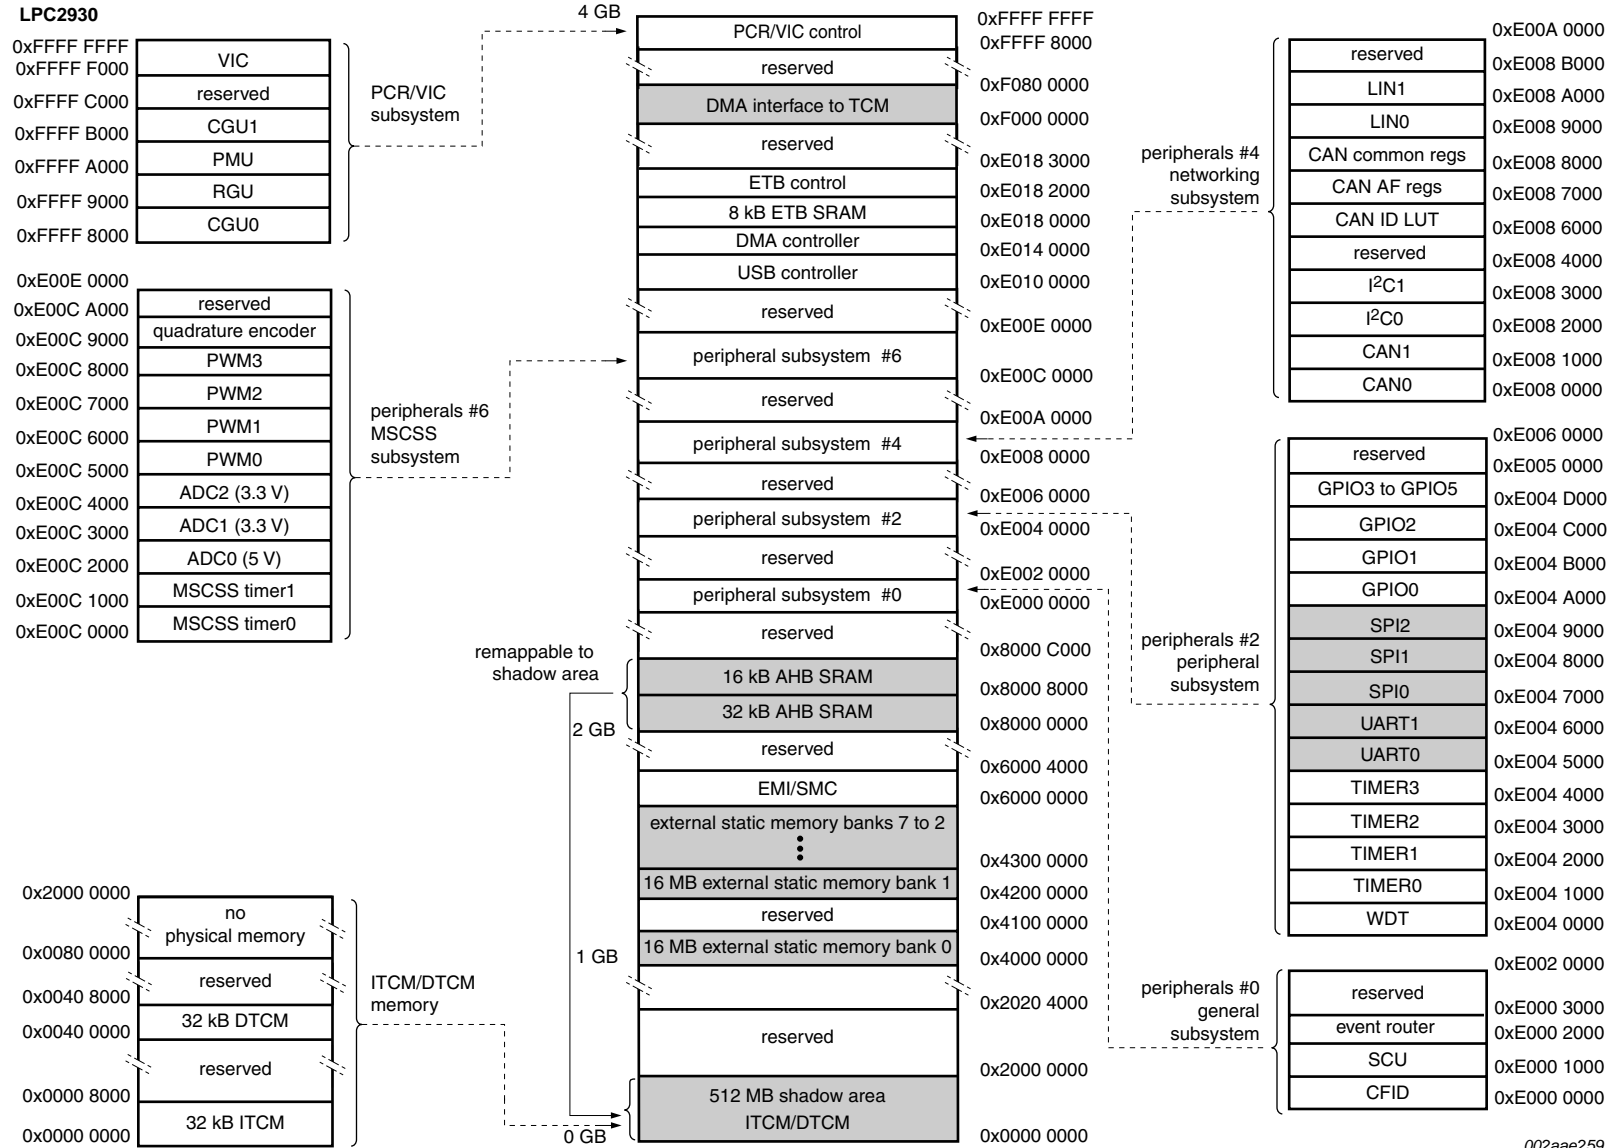 LPC2930
0xFFFF FFFF
VIC
0xFFFF F000
reserved
0xFFFF C000
CGU1
0xFFFF B000
PMU
0xFFFF A000
RGU
0xFFFF 9000
CGU0
0xFFFF 8000
PCR/VIC
subsystem
0xE00E 0000
reserved
0xE00C A000
quadrature encoder
0xE00C 9000
PWM3
0xE00C 8000
PWM2
0xE00C 7000
PWM1
0xE00C 6000
PWM0
0xE00C 5000
ADC2 (3.3 V)
0xE00C 4000
ADC1 (3.3 V)
0xE00C 3000
ADC0 (5 V)
0xE00C 2000
MSCSS timer1
0xE00C 1000
MSCSS timer0
0xE00C 0000
peripherals #6
MSCSS
subsystem
0x2000 0000
no
physical memory
0x0080 0000
reserved
0x0040 8000
32 kB DTCM
0x0040 0000
reserved
0x0000 8000
32 kB ITCM
0x0000 0000
ITCM/DTCM
memory
4 GB
0xFFFF FFFF
PCR/VIC control
0xFFFF 8000
reserved
0xF080 0000
DMA interface to TCM
0xF000 0000
reserved
0xE018 3000
ETB control
0xE018 2000
8 kB ETB SRAM
0xE018 0000
DMA controller
0xE014 0000
USB controller
0xE010 0000
reserved
0xE00E 0000
peripheral subsystem #6
0xE00C 0000
reserved
0xE00A 0000
peripheral subsystem #4
0xE008 0000
reserved
0xE006 0000
peripheral subsystem #2
0xE004 0000
reserved
0xE002 0000
peripheral subsystem #0
0xE000 0000
reserved
0x8000 C000
remappable to
shadow area
16 kB AHB SRAM
0x8000 8000
32 kB AHB SRAM
0x8000 0000
2 GB
reserved
0x6000 4000
EMI/SMC
0x6000 0000
external static memory banks 7 to 2
0x4300 0000
16 MB external static memory bank 1
0x4200 0000
reserved
0x4100 0000
16 MB external static memory bank 0
1 GB
0x4000 0000
0x2020 4000
reserved
0x2000 0000
512 MB shadow area
ITCM/DTCM
0 GB
0x0000 0000
0xE00A 0000
reserved
0xE008 B000
LIN1
0xE008 A000
LIN0
0xE008 9000
CAN common regs
0xE008 8000
CAN AF regs
0xE008 7000
CAN ID LUT
0xE008 6000
reserved
0xE008 4000
I2C1
0xE008 3000
I2C0
0xE008 2000
CAN1
0xE008 1000
CAN0
0xE008 0000
peripherals #4
networking
subsystem
0xE006 0000
reserved
0xE005 0000
GPIO3 to GPIO5
0xE004 D000
GPIO2
0xE004 C000
GPIO1
0xE004 B000
GPIO0
0xE004 A000
SPI2
0xE004 9000
SPI1
0xE004 8000
SPI0
0xE004 7000
UART1
0xE004 6000
UART0
0xE004 5000
TIMER3
0xE004 4000
TIMER2
0xE004 3000
TIMER1
0xE004 2000
TIMER0
0xE004 1000
WDT
0xE004 0000
peripherals #2
peripheral
subsystem
0xE002 0000
reserved
0xE000 3000
event router
0xE000 2000
SCU
0xE000 1000
CFID
0xE000 0000
peripherals #0
general
subsystem
002aae259